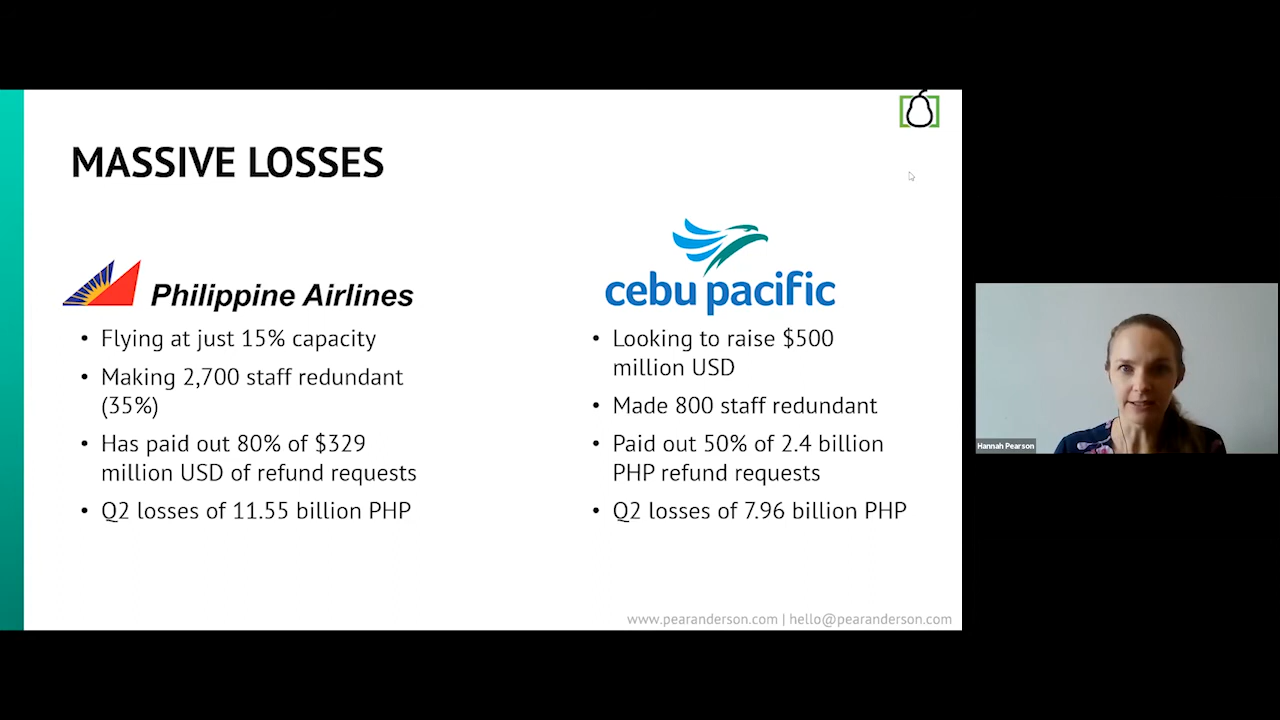 MASSIVE LOSSES
Philippine Airlines
• Flying at just 15% capacity
• Making 2,700 staff redundant
(35%)
• Has paid out 80% of $329
million USD of refund requests
• Q2 losses of 11.55 billion PHP
cebu pacific
• Looking to raise $500
million USD
• Made 800 staff redundant
• Paid out 50% of 2.4 billion
PHP refund requests
• Q2 losses of 7.96 billion PHP
www.pearanderson.com | hello@pearanderson.com
Hannah Pearson